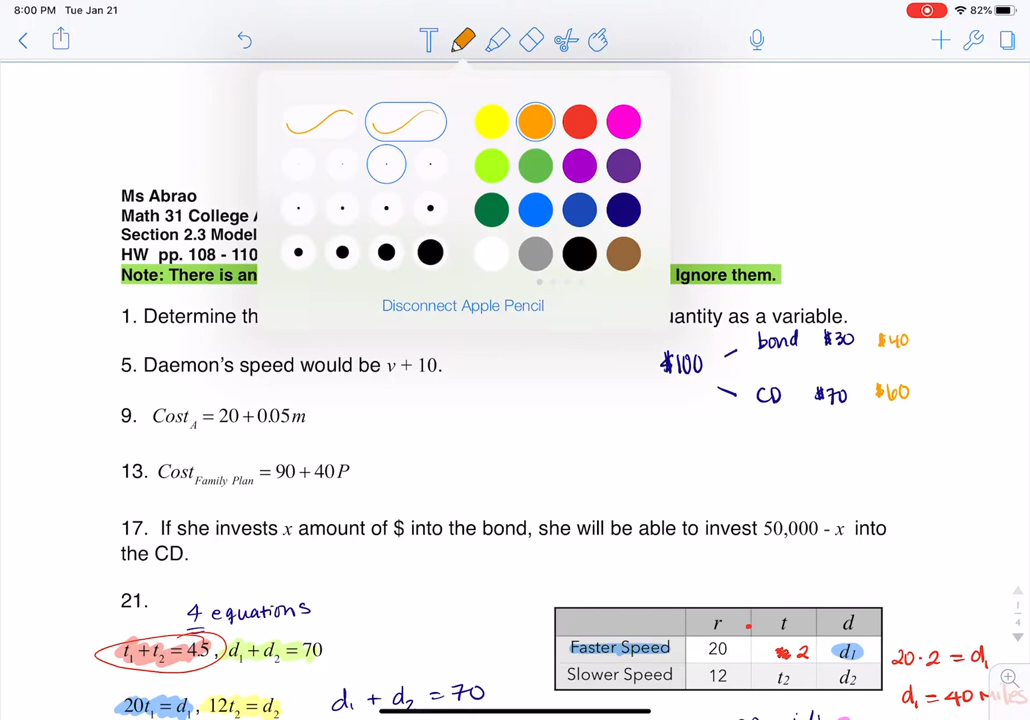 8:00 PM Tue Jan 21
82%
Disconnect Apple Pencil
Ms Abrao
Math 31 College
Section 2.3 Model
HW pp. 108 - 110
Note: There is an Ignore them.
1. Determine th uantity as a variable.
bond $30 $40
$100
CD $70 $60
5. Daemon's speed would be v + 10.
9. Cost_A = 20 + 0.05m
13. Cost_Family Plan = 90 + 40P
17. If she invests x amount of $ into the bond, she will be able to invest 50,000 - x into
the CD.
21.
4 equations
t₁ + t₂ = 4.5, d₁ + d₂ = 70
20t₁ = d₁, 12t₂ = d₂
d₁ + d₂ = 70
r t d
Faster Speed 20 2 d₁
Slower Speed 12 t₂ d₂
20·2 = d₁
d₁ = 40 miles
1
4